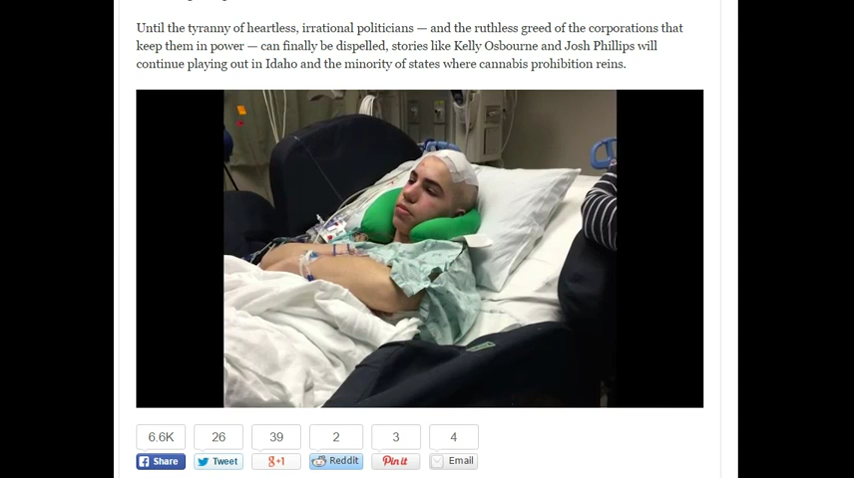 Until the tyranny of heartless, irrational politicians — and the ruthless greed of the corporations that
keep them in power — can finally be dispelled, stories like Kelly Osbourne and Josh Phillips will
continue playing out in Idaho and the minority of states where cannabis prohibition reins.
6.6K 26 39 2 3 4
Share Tweet g+1 Reddit Pin it Email